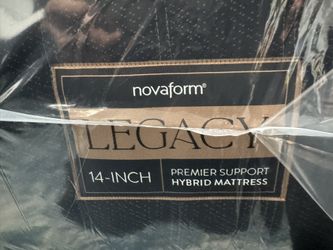 novaform®
LEGACY
14-INCH
PREMIER SUPPORT
HYBRID MATTRESS